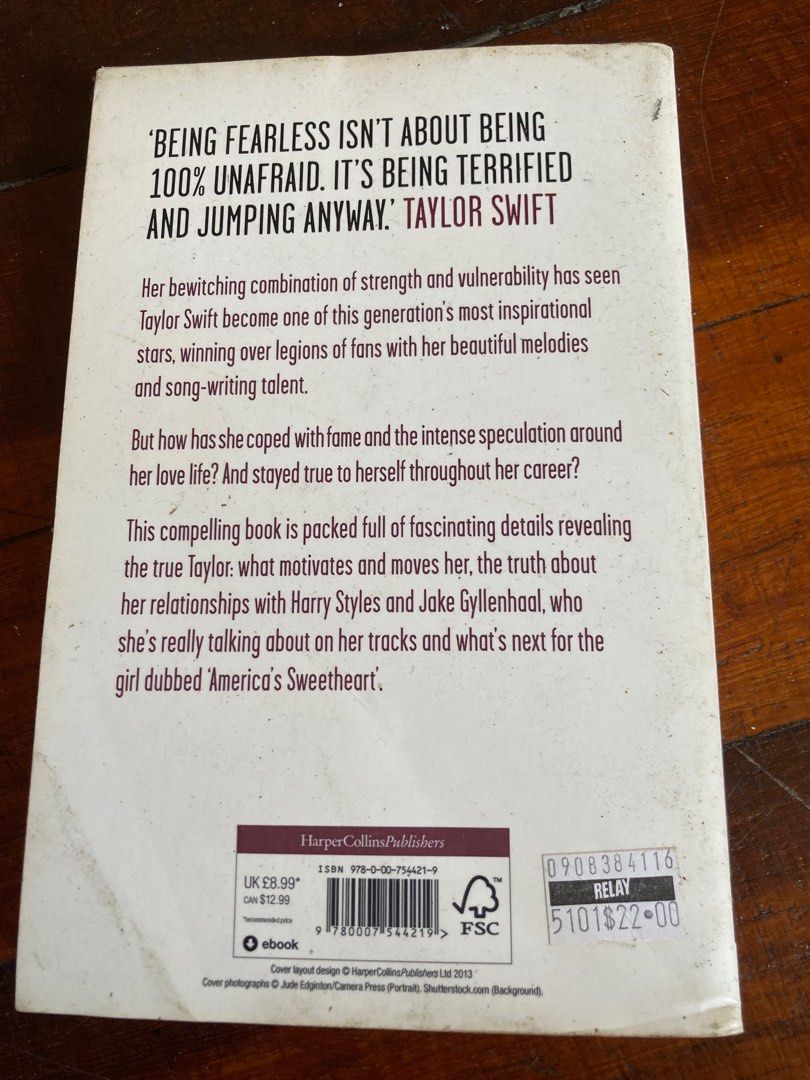 ‘BEING FEARLESS ISN'T ABOUT BEING
100% UNAFRAID. IT'S BEING TERRIFIED
AND JUMPING ANYWAY.’ TAYLOR SWIFT
Her bewitching combination of strength and vulnerability has seen
Taylor Swift become one of this generation's most inspirational
stars, winning over legions of fans with her beautiful melodies
and song-writing talent.
But how has she coped with fame and the intense speculation around
her love life? And stayed true to herself throughout her career?
This compelling book is packed full of fascinating details revealing
the true Taylor: what motivates and moves her, the truth about
her relationships with Harry Styles and Jake Gyllenhaal, who
she's really talking about on her tracks and what's next for the
girl dubbed ‘America's Sweetheart’.
HarperCollinsPublishers
ISBN 978-0-00-754421-9
UK £8.99*
CAN $12.99
*recommended price
ebook
9 780007 544219 >
FSC™
0908384116
RELAY
5101$22.00
Cover layout design © HarperCollinsPublishers Ltd 2013
Cover photographs © Jude Edginton/Camera Press (Portrait). Shutterstock.com (Background).